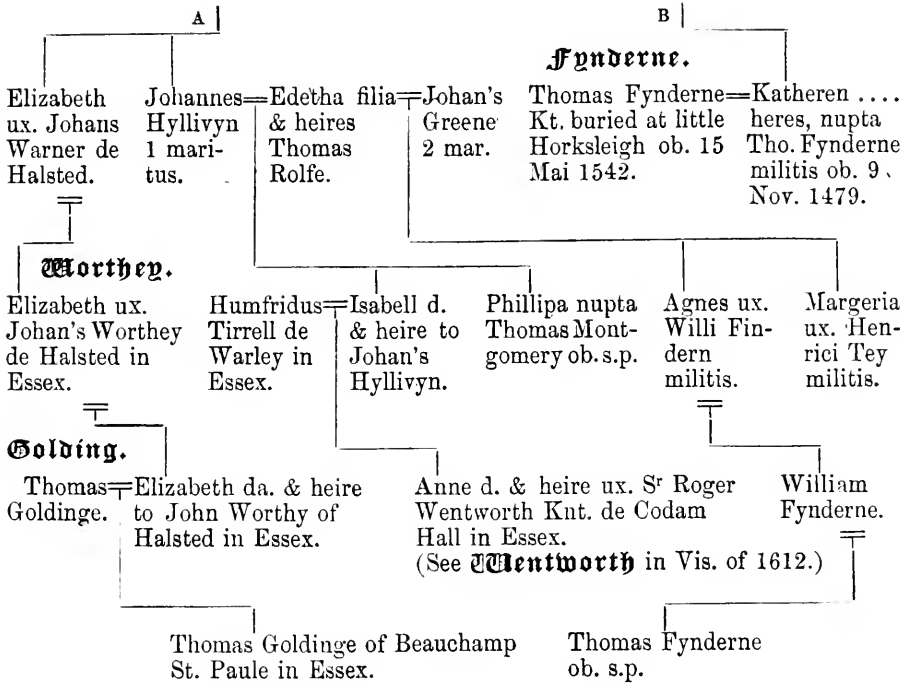 A
B
Fynderne.
Elizabeth
ux. Johans
Warner de
Halsted.
Johannes
Hyllivyn
1 mari-
tus.
Edetha filia
& heires
Thomas
Rolfe.
Johan's
Greene
2 mar.
Thomas Fynderne
Kt. buried at little
Horksleigh ob. 15
Mai 1542.
Katheren ....
heres, nupta
Tho. Fynderne
militis ob. 9
Nov. 1479.
Worthey.
Elizabeth ux.
Johan's Worthey
de Halsted in
Essex.
Humfridus
Tirrell de
Warley in
Essex.
Isabell d.
& heire to
Johan's
Hyllivyn.
Phillipa nupta
Thomas Mont-
gomery ob. s.p.
Agnes ux.
Willi Fin-
dern
militis.
Margeria
ux. Hen-
rici Tey
militis.
Golding.
Thomas
Goldinge.
Elizabeth da. & heire
to John Worthy of
Halsted in Essex.
Anne d. & heire ux. Sr Roger
Wentworth Knt. de Codam
Hall in Essex.
(See Wentworth in Vis. of 1612.)
William
Fynderne.
Thomas Goldinge of Beauchamp
St. Paule in Essex.
Thomas Fynderne
ob. s.p.